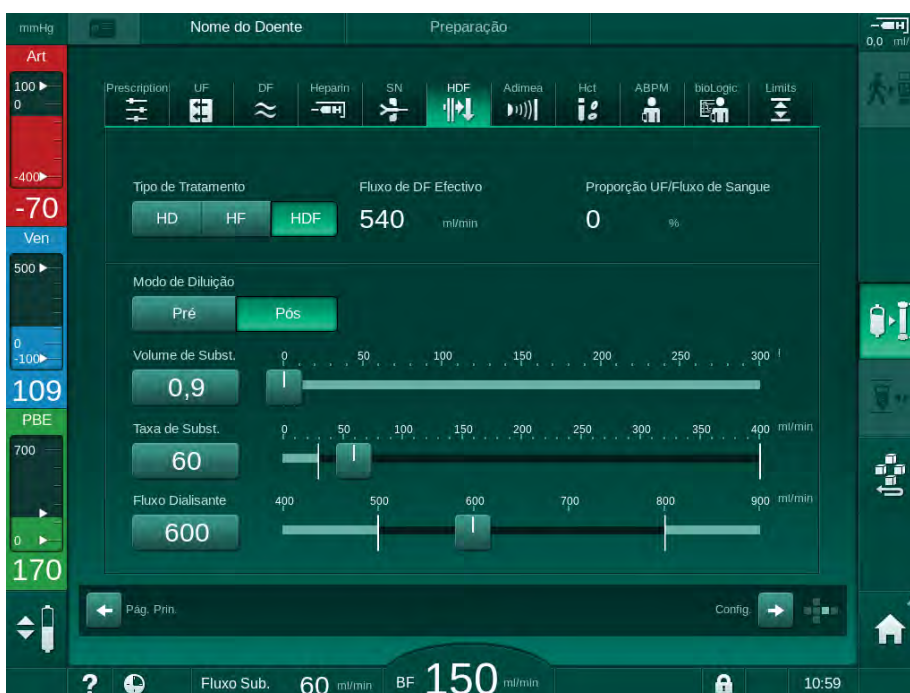 mmHg Nome do Doente Preparação
0,0 ml/
Art
100
0
-400
-70
Ven
500
0
-100
109
PBE
700
0
170
Prescription UF DF Heparin SN HDF Adimea Hct ABPM bioLogic Limits
Tipo de Tratamento Fluxo de DF Efectivo Proporção UF/Fluxo de Sangue
HD HF HDF 540 ml/min 0 %
Modo de Diluição
Pré Pós
Volume de Subst. 0 50 100 150 200 250 300 l
0,9
Taxa de Subst. 0 50 100 150 200 250 300 350 400 ml/min
60
Fluxo Dialisante 400 500 600 700 800 900 ml/min
600
Pág. Prin. Config.
? Fluxo Sub. 60 ml/min BF 150 ml/min 10:59